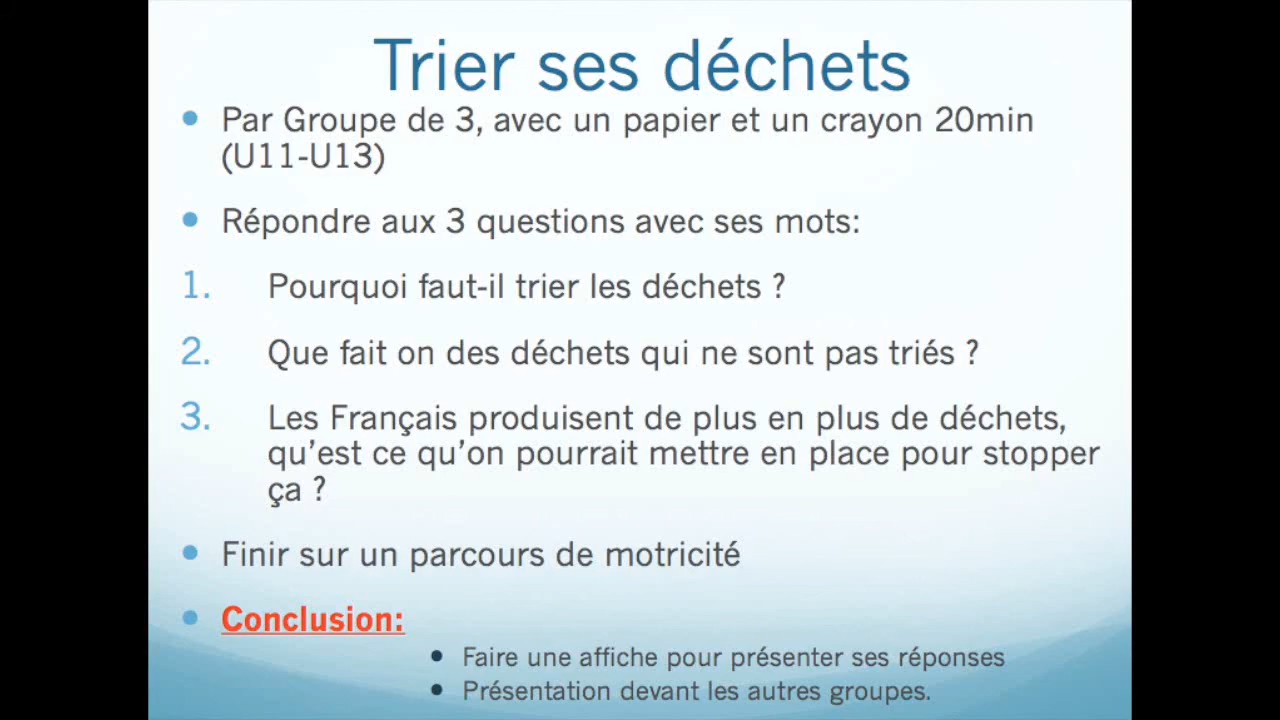 Trier ses déchets
• Par Groupe de 3, avec un papier et un crayon 20min
(U11-U13)
• Répondre aux 3 questions avec ses mots:
1. Pourquoi faut-il trier les déchets ?
2. Que fait on des déchets qui ne sont pas triés ?
3. Les Français produisent de plus en plus de déchets,
qu'est ce qu'on pourrait mettre en place pour stopper
ça ?
• Finir sur un parcours de motricité
• Conclusion:
• Faire une affiche pour présenter ses réponses
• Présentation devant les autres groupes.